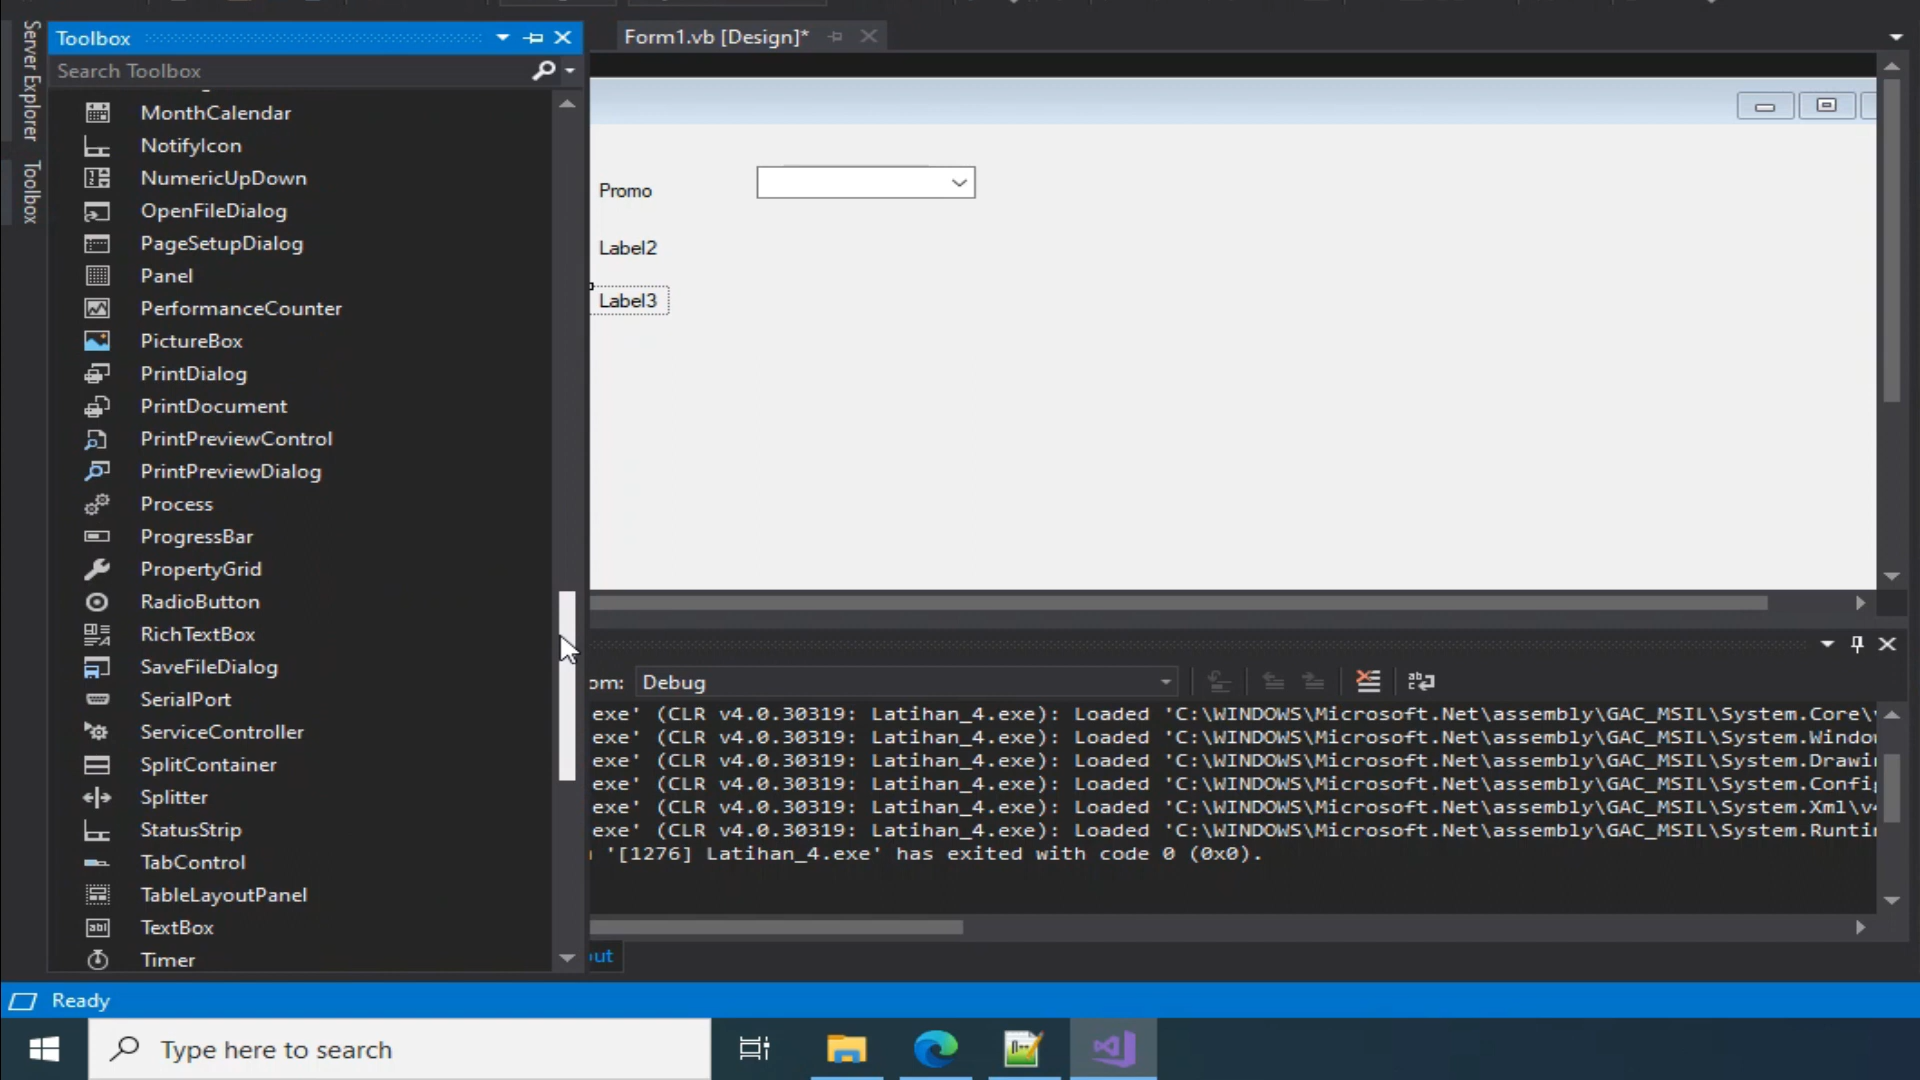 Server Explorer
Toolbox
Toolbox
Search Toolbox
MonthCalendar
NotifyIcon
NumericUpDown
OpenFileDialog
PageSetupDialog
Panel
PerformanceCounter
PictureBox
PrintDialog
PrintDocument
PrintPreviewControl
PrintPreviewDialog
Process
ProgressBar
PropertyGrid
RadioButton
RichTextBox
SaveFileDialog
SerialPort
ServiceController
SplitContainer
Splitter
StatusStrip
TabControl
TableLayoutPanel
TextBox
Timer
Form1.vb [Design]*
Promo
Label2
Label3
om: Debug
exe' (CLR v4.0.30319: Latihan_4.exe): Loaded 'C:\WINDOWS\Microsoft.Net\assembly\GAC_MSIL\System.Core\
exe' (CLR v4.0.30319: Latihan_4.exe): Loaded 'C:\WINDOWS\Microsoft.Net\assembly\GAC_MSIL\System.Windo
exe' (CLR v4.0.30319: Latihan_4.exe): Loaded 'C:\WINDOWS\Microsoft.Net\assembly\GAC_MSIL\System.Drawi
exe' (CLR v4.0.30319: Latihan_4.exe): Loaded 'C:\WINDOWS\Microsoft.Net\assembly\GAC_MSIL\System.Config
exe' (CLR v4.0.30319: Latihan_4.exe): Loaded 'C:\WINDOWS\Microsoft.Net\assembly\GAC_MSIL\System.Xml\v4
exe' (CLR v4.0.30319: Latihan_4.exe): Loaded 'C:\WINDOWS\Microsoft.Net\assembly\GAC_MSIL\System.Runti
'[1276] Latihan_4.exe' has exited with code 0 (0x0).
ut
Ready
Type here to search